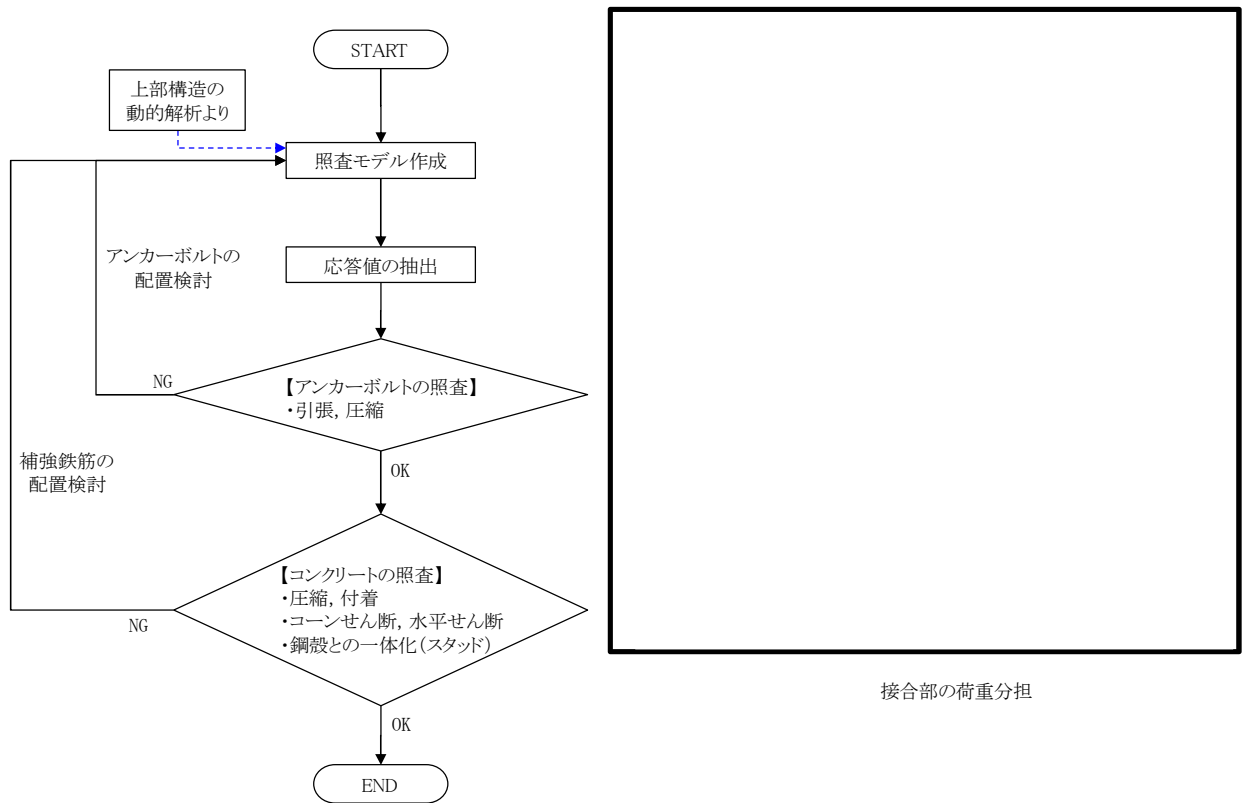 START
上部構造の
動的解析より
照査モデル作成
アンカーボルトの
配置検討
応答値の抽出
NG
【アンカーボルトの照査】
・引張, 圧縮
OK
補強鉄筋の
配置検討
【コンクリートの照査】
・圧縮, 付着
・コーンせん断, 水平せん断
・鋼殻との一体化(スタッド)
NG
OK
END
接合部の荷重分担